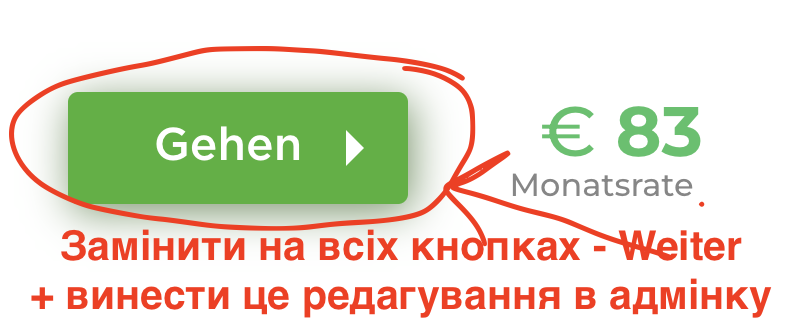 Gehen
€ 83
Monatsrate
Замінити на всіх кнопках - Weiter
+ винести це редагування в адмінку